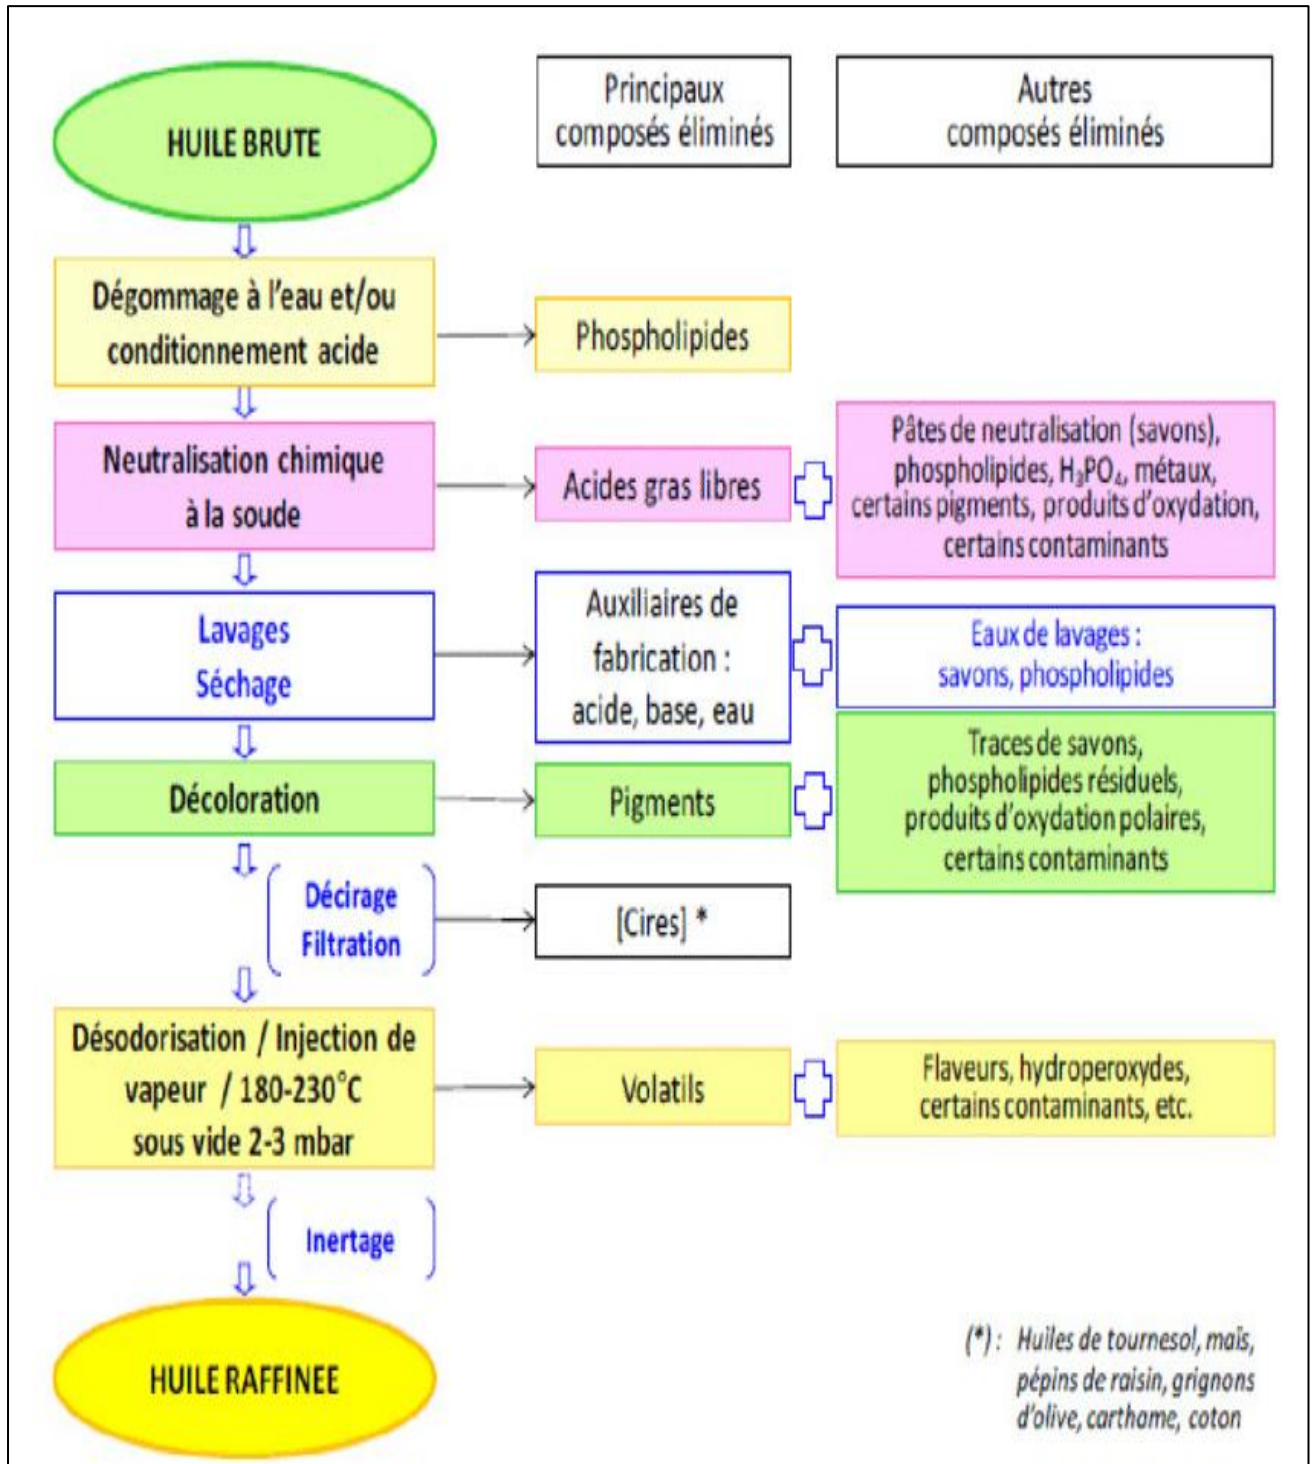 HUILE BRUTE
Principaux
composés éliminés
Autres
composés éliminés
Dégommage à l'eau et/ou
conditionnement acide
Phospholipides
Neutralisation chimique
à la soude
Acides gras libres
Pâtes de neutralisation (savons),
phospholipides, H₃PO₄, métaux,
certains pigments, produits d'oxydation,
certains contaminants
Lavages
Séchage
Auxiliaires de
fabrication :
acide, base, eau
Eaux de lavages :
savons, phospholipides
Décoloration
Pigments
Traces de savons,
phospholipides résiduels,
produits d'oxydation polaires,
certains contaminants
Décirage
Filtration
[Cires] *
Désodorisation / Injection de
vapeur / 180-230°C
sous vide 2-3 mbar
Volatils
Flaveurs, hydroperoxydes,
certains contaminants, etc.
Inertage
HUILE RAFFINEE
(*) : Huiles de tournesol, maïs,
pépins de raisin, grignons
d'olive, carthame, coton